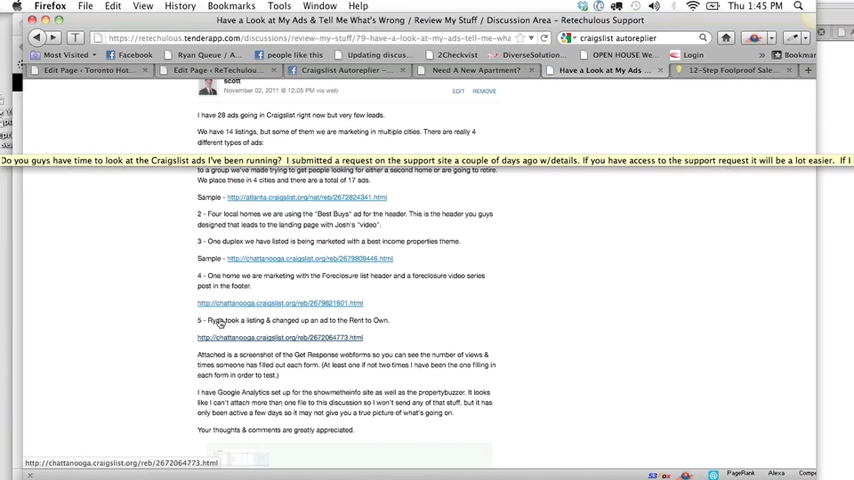 Firefox File Edit View History Bookmarks Tools Window Help Thu 1:45 PM
Have a Look at My Ads & Tell Me What's Wrong / Review My Stuff / Discussion Area – Retechulous Support
https://retechulous.tenderapp.com/discussions/review-my-stuff/79-have-a-look-at-my-ads-tell-me-wha craigslist autoreplier
Most Visited Getting Started Facebook Ryan Queue / ... people like this Updating discus... 2Checkvist DiverseSolution... OPEN HOUSE We... Login Bookmark
Edit Page ‹ Toronto Hot... Edit Page ‹ ReTechulou... Craigslist Autoreplier – ... Need A New Apartment? Have a Look at My Ads ... 12-Step Foolproof Sale...
scott
November 02, 2011 @ 12:05 PM via web EDIT REMOVE
I have 28 ads going in Craigslist right now but very few leads.
We have 14 listings, but some of them we are marketing in multiple cities. There are really 4
different types of ads:
Do you guys have time to look at the Craigslist ads I've been running? I submitted a request on the support site a couple of days ago w/details. If you have access to the support request it will be a lot easier. If I
to a group we've made trying to get people looking for either a second home or are going to retire.
We place these in 4 cities and there are a total of 17 ads.
Sample - http://atlanta.craigslist.org/nat/reb/2672824341.html
2 - Four local homes we are using the "Best Buys" ad for the header. This is the header you guys
designed that leads to the landing page with Josh's "video".
3 - One duplex we have listed is being marketed with a best income properties theme.
Sample - http://chattanooga.craigslist.org/reb/2679809446.html
4 - One home we are marketing with the Foreclosure list header and a foreclosure video series
post in the footer.
http://chattanooga.craigslist.org/reb/2679821601.html
5 - Ryan took a listing & changed up an ad to the Rent to Own.
http://chattanooga.craigslist.org/reb/2672064773.html
Attached is a screenshot of the Get Response webforms so you can see the number of views &
times someone has filled out each form. (At least one if not two times I have been the one filling in
each form in order to test.)
I have Google Analytics set up for the showmetheinfo site as well as the propertybuzzer. It looks
like I can't attach more than one file to this discussion so I won't send any of that stuff, but it has
only been active a few days so it may not give you a true picture of what's going on.
Your thoughts & comments are greatly appreciated.
http://chattanooga.craigslist.org/reb/2672064773.html
S3Fox PageRank Alexa Compe